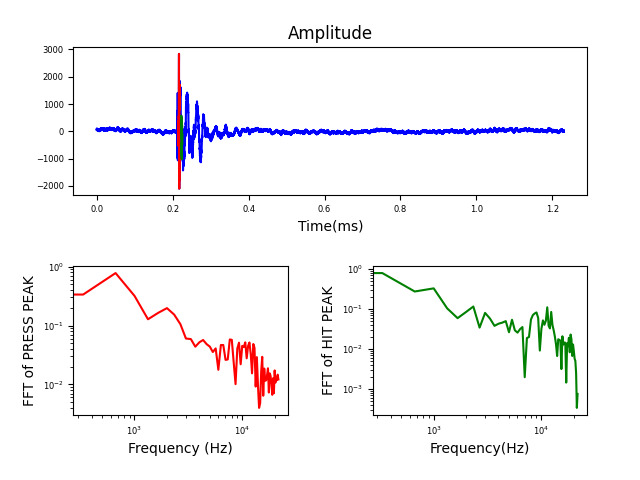 Amplitude
3000
2000
1000
0
−1000
−2000
0.0 0.2 0.4 0.6 0.8 1.0 1.2
Time(ms)
FFT of PRESS PEAK
10⁰
10⁻¹
10⁻²
10³ 10⁴
Frequency (Hz)
FFT of HIT PEAK
10⁰
10⁻¹
10⁻²
10⁻³
10³ 10⁴
Frequency(Hz)